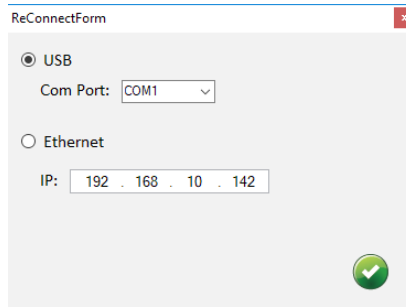 ReConnectForm
USB
Com Port: COM1
Ethernet
IP: 192 . 168 . 10 . 142